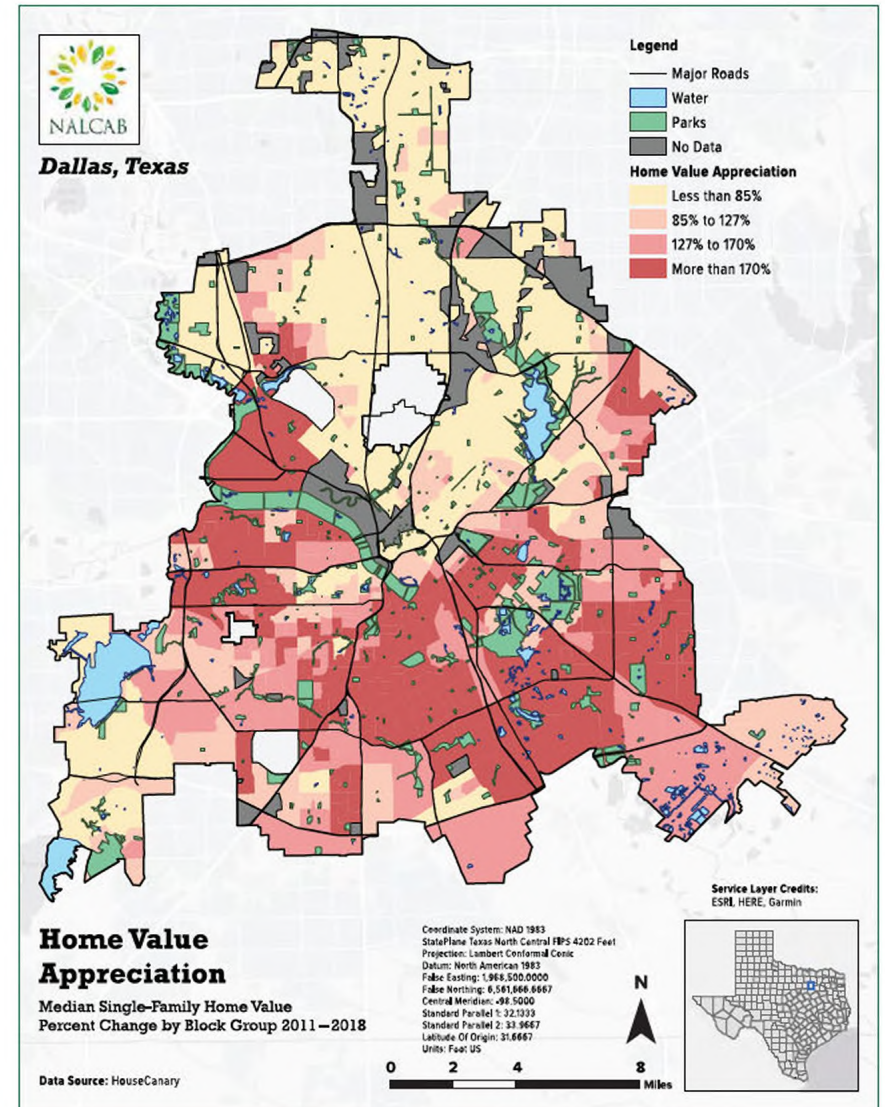 NALCAB
Dallas, Texas
Legend
Major Roads
Water
Parks
No Data
Home Value Appreciation
Less than 85%
85% to 127%
127% to 170%
More than 170%
Service Layer Credits:
ESRI, HERE, Garmin
Home Value
Appreciation
Median Single-Family Home Value
Percent Change by Block Group 2011–2018
Data Source: HouseCanary
Coordinate System: NAD 1983
StatePlane Texas North Central FIPS 4202 Feet
Projection: Lambert Conformal Conic
Datum: North American 1983
False Easting: 1,968,500.0000
False Northing: 6,561,666.6667
Central Meridian: -98.5000
Standard Parallel 1: 32.1333
Standard Parallel 2: 33.9667
Latitude Of Origin: 31.6667
Units: Foot US
N
0 2 4 8
Miles